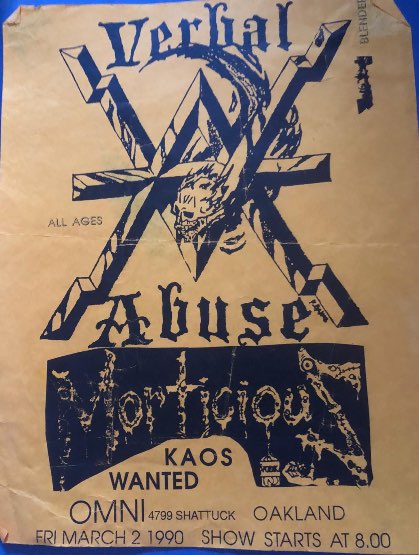 Verbal
BLENDER
ALL AGES
Abuse
Morticious
KAOS
WANTED
OMNI 4799 SHATTUCK OAKLAND
FRI MARCH 2 1990 SHOW STARTS AT 8.00